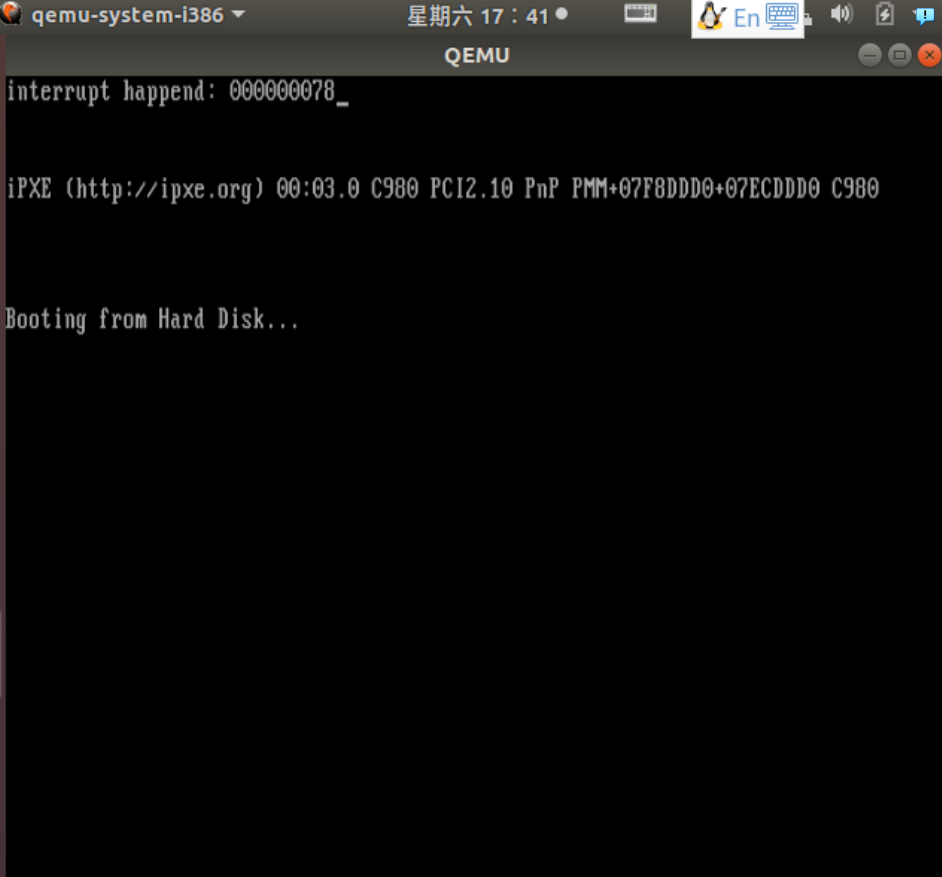 qemu-system-i386
星期六 17：41
En
QEMU
interrupt happend: 000000078_
iPXE (http://ipxe.org) 00:03.0 C980 PCI2.10 PnP PMM+07F8DDD0+07ECDDD0 C980
Booting from Hard Disk...